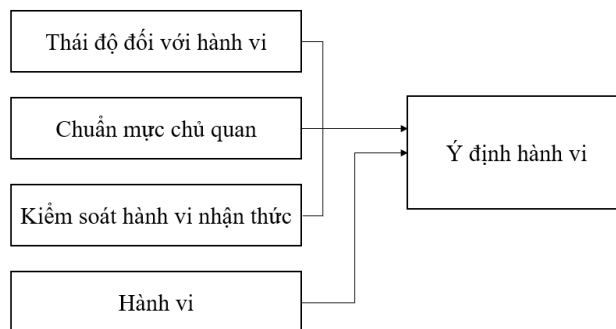 Thái độ đối với hành vi
Chuẩn mực chủ quan
Ý định hành vi
Kiểm soát hành vi nhận thức
Hành vi